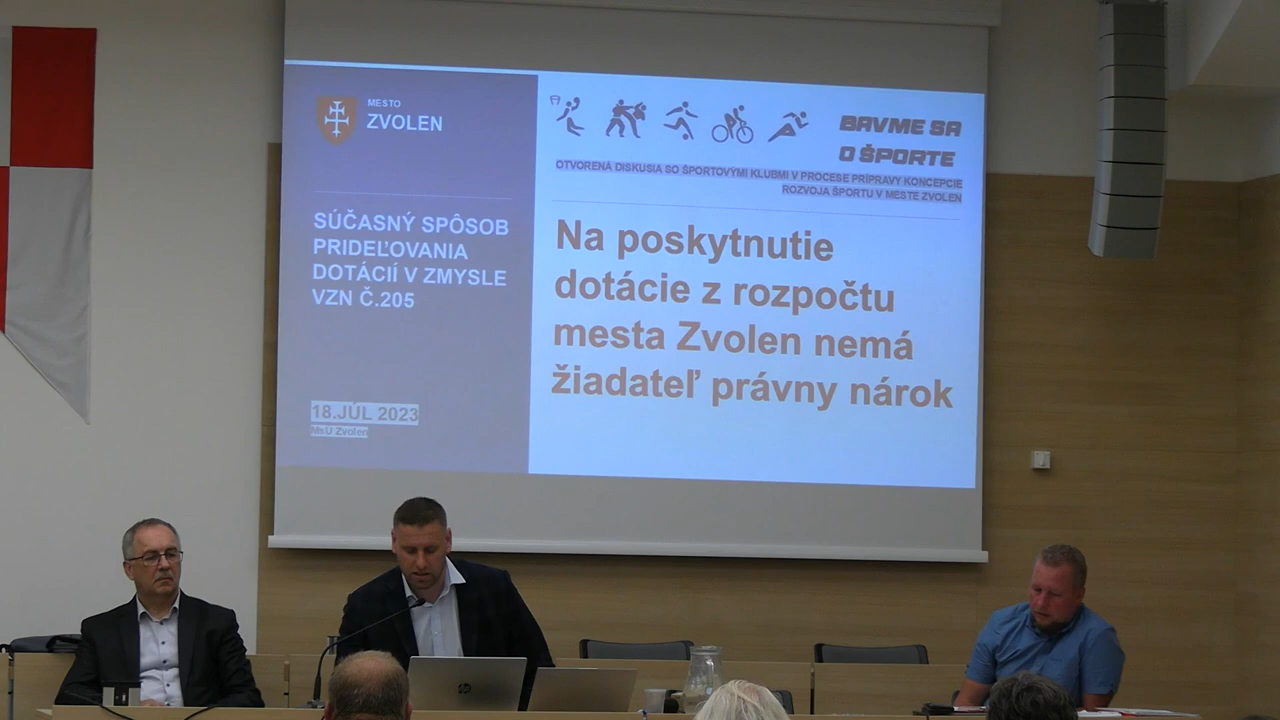 MESTO
ZVOLEN
SÚČASNÝ SPÔSOB
PRIDEĽOVANIA
DOTÁCIÍ V ZMYSLE
VZN Č.205
18.JÚL 2023
MsÚ Zvolen
BAVME SA
O ŠPORTE
OTVORENÁ DISKUSIA SO ŠPORTOVÝMI KLUBMI V PROCESE PRÍPRAVY KONCEPCIE
ROZVOJA ŠPORTU V MESTE ZVOLEN
Na poskytnutie
dotácie z rozpočtu
mesta Zvolen nemá
žiadateľ právny nárok
hp